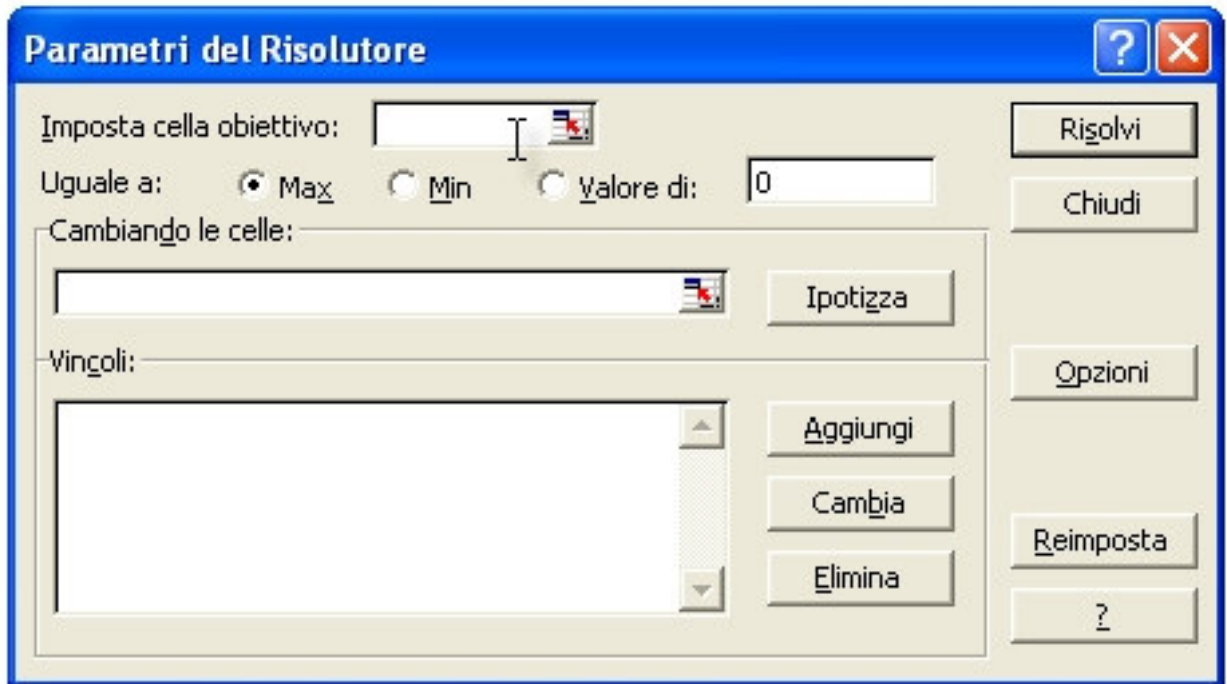 Parametri del Risolutore
?
Imposta cella obiettivo:
Risolvi
Uguale a:
Max
Min
Valore di:
0
Chiudi
Cambiando le celle:
Ipotizza
Vincoli:
Opzioni
Aggiungi
Cambia
Reimposta
Elimina
?